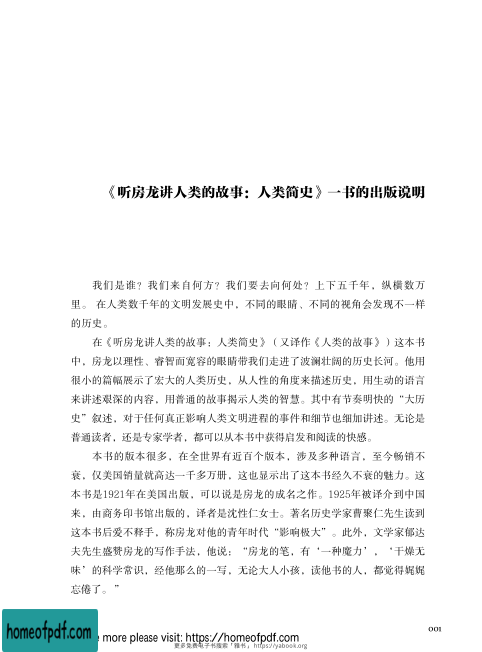 《听房龙讲人类的故事：人类简史》一书的出版说明
我们是谁？我们来自何方？我们要去向何处？上下五千年，纵横数万
里。在人类数千年的文明发展史中，不同的眼睛、不同的视角会发现不一样
的历史。
在《听房龙讲人类的故事：人类简史》（又译作《人类的故事》）这本书
中，房龙以理性、睿智而宽容的眼睛带我们走进了波澜壮阔的历史长河。他用
很小的篇幅展示了宏大的人类历史，从人性的角度来描述历史，用生动的语言
来讲述艰深的内容，用普通的故事揭示人类的智慧。其中有节奏明快的“大历
史”叙述，对于任何真正影响人类文明进程的事件和细节也细加讲述。无论是
普通读者，还是专家学者，都可以从本书中获得启发和阅读的快感。
本书的版本很多，在全世界有近百个版本，涉及多种语言，至今畅销不
衰，仅美国销量就高达一千多万册，这也显示出了这本书经久不衰的魅力。这
本书是1921年在美国出版，可以说是房龙的成名之作。1925年被译介到中国
来，由商务印书馆出版的，译者是沈性仁女士。著名历史学家曹聚仁先生读到
这本书后爱不释手，称房龙对他的青年时代“影响极大”。此外，文学家郁达
夫先生盛赞房龙的写作手法，他说：“房龙的笔，有‘一种魔力’，‘干燥无
味’的科学常识，经他那么的一写，无论大人小孩，读他书的人，都觉得娓娓
忘倦了。”
001
homeofpdf.com
more please visit: https://homeofpdf.com
更多免费电子书搜索「雅书」https://yabook.org